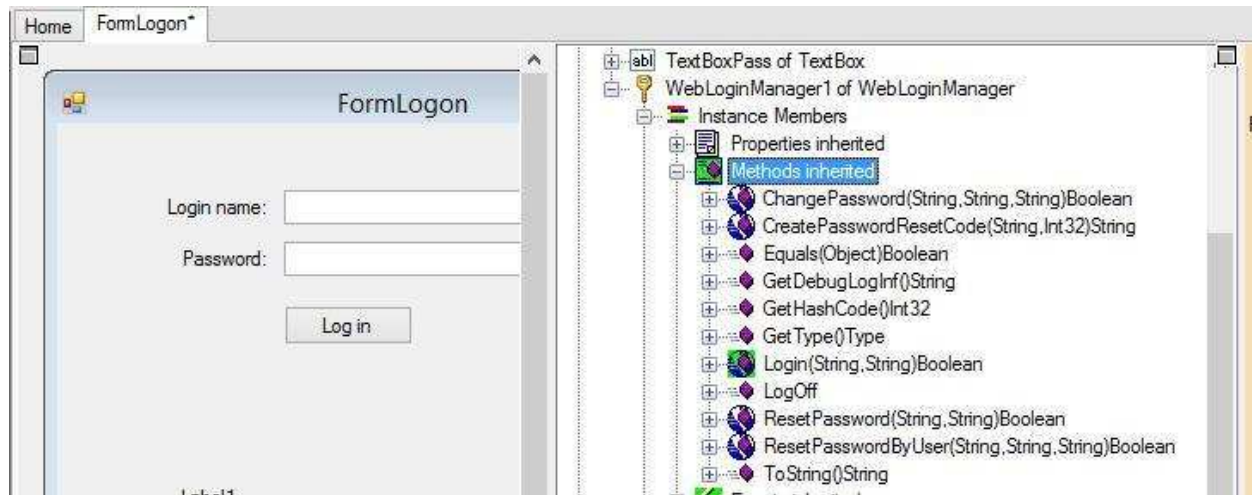 Home
FormLogon*
FormLogon
Login name:
Password:
Log in
abl TextBoxPass of TextBox
WebLoginManager1 of WebLoginManager
Instance Members
Properties inherited
Methods inherited
ChangePassword(String,String,String)Boolean
CreatePasswordResetCode(String,Int32)String
Equals(Object)Boolean
GetDebugLogInf()String
GetHashCode()Int32
GetType()Type
Login(String,String)Boolean
LogOff
ResetPassword(String,String)Boolean
ResetPasswordByUser(String,String,String)Boolean
ToString()String